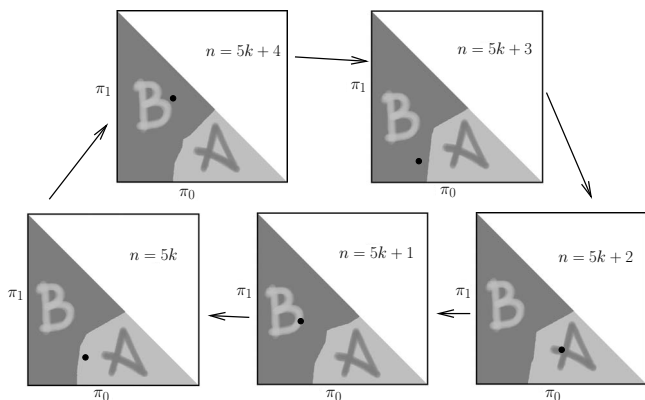 n = 5k + 4
π₁
B
A
π₀
n = 5k + 3
π₁
B
A
π₀
n = 5k
π₁
B
A
π₀
n = 5k + 1
π₁
B
A
π₀
n = 5k + 2
π₁
B
A
π₀